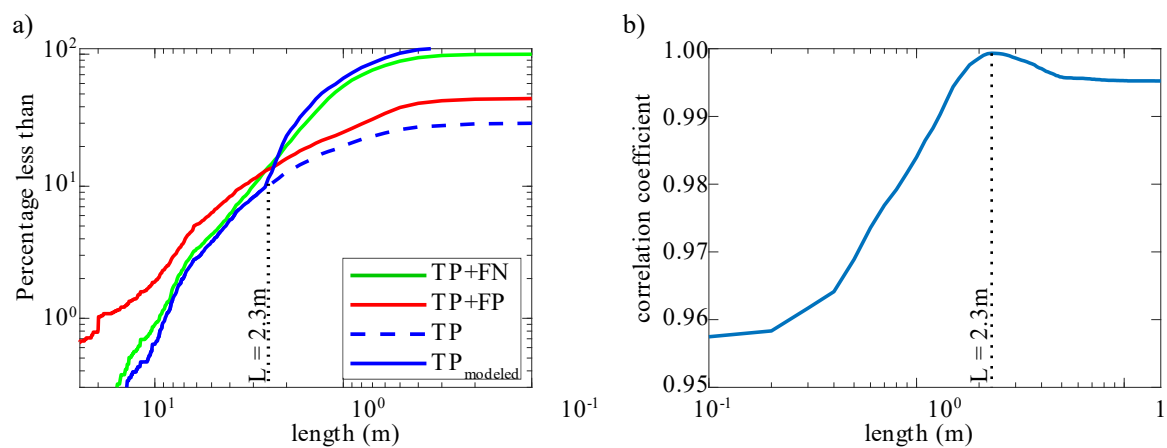 a)
Percentage less than
10²
10¹
10⁰
L = 2.3m
TP+FN
TP+FP
TP
TP modeled
10¹
10⁰
10⁻¹
length (m)
b)
correlation coefficient
1.00
0.99
0.98
0.97
0.96
0.95
L = 2.3m
10⁻¹
10⁰
1
length (m)